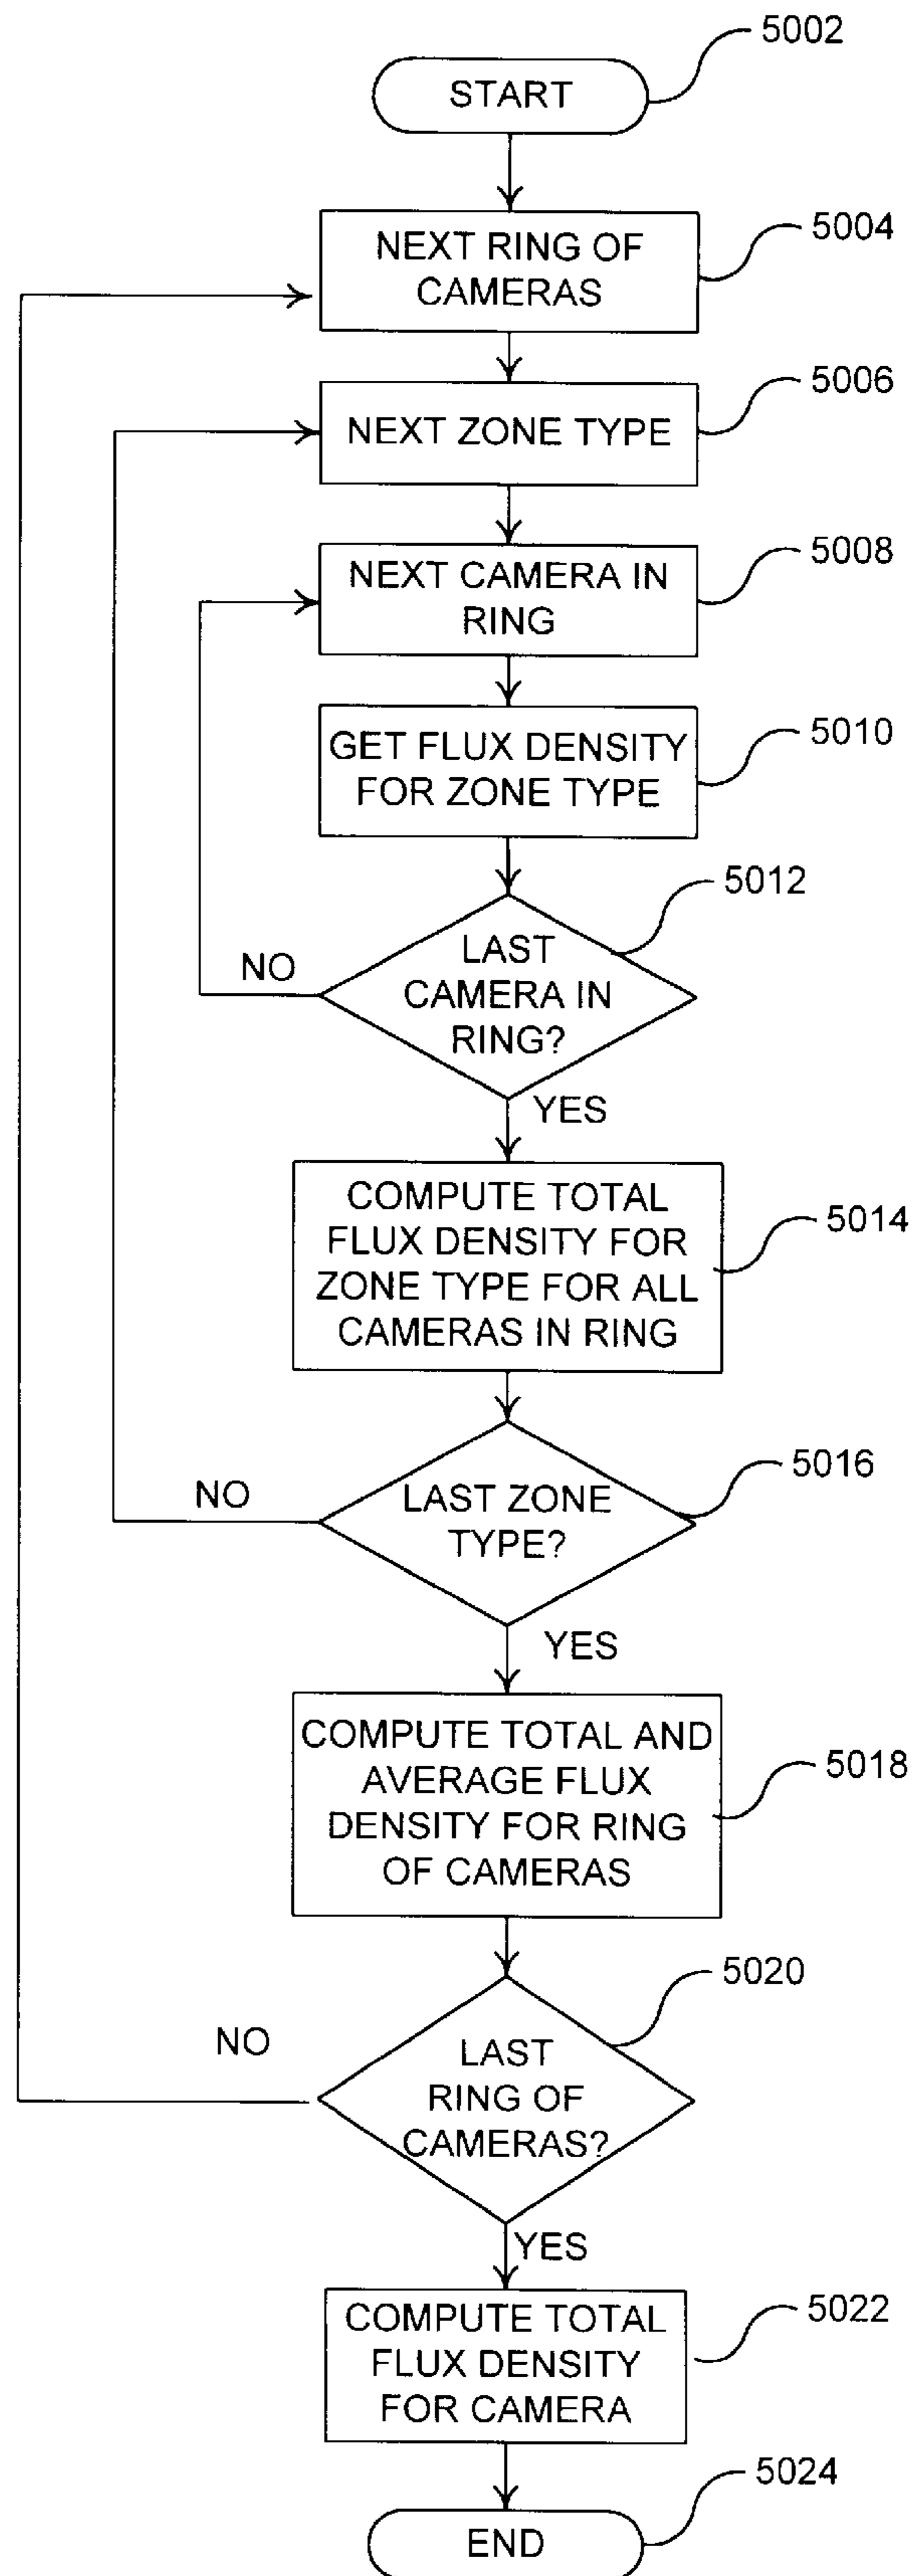 5002
START
5004
NEXT RING OF
CAMERAS
5006
NEXT ZONE TYPE
5008
NEXT CAMERA IN
RING
5010
GET FLUX DENSITY
FOR ZONE TYPE
5012
LAST
CAMERA IN
RING?
NO
YES
COMPUTE TOTAL
FLUX DENSITY FOR
ZONE TYPE FOR ALL
CAMERAS IN RING
5014
5016
LAST ZONE
TYPE?
NO
YES
COMPUTE TOTAL AND
AVERAGE FLUX
DENSITY FOR RING
OF CAMERAS
5018
5020
LAST
RING OF
CAMERAS?
NO
YES
COMPUTE TOTAL
FLUX DENSITY
FOR CAMERA
5022
5024
END